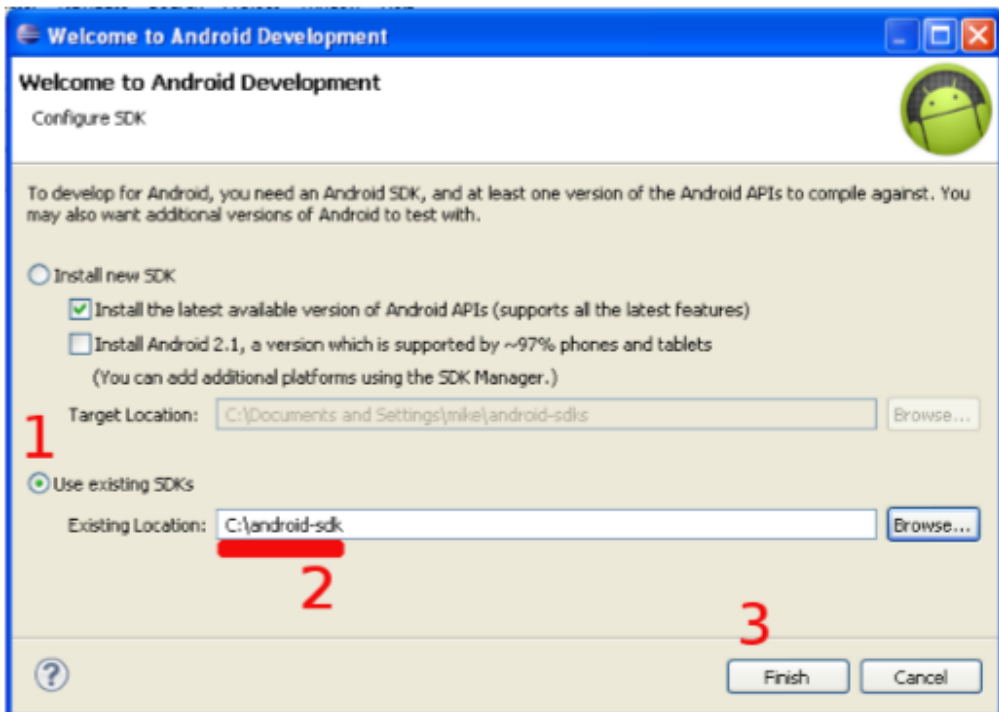 Welcome to Android Development
Welcome to Android Development
Configure SDK
To develop for Android, you need an Android SDK, and at least one version of the Android APIs to compile against. You
may also want additional versions of Android to test with.
Install new SDK
Install the latest available version of Android APIs (supports all the latest features)
Install Android 2.1, a version which is supported by ~97% phones and tablets
(You can add additional platforms using the SDK Manager.)
Target Location: C:\Documents and Settings\mike\android-sdks Browse...
1
Use existing SDKs
Existing Location: C:\android-sdk Browse...
2
3
? Finish Cancel